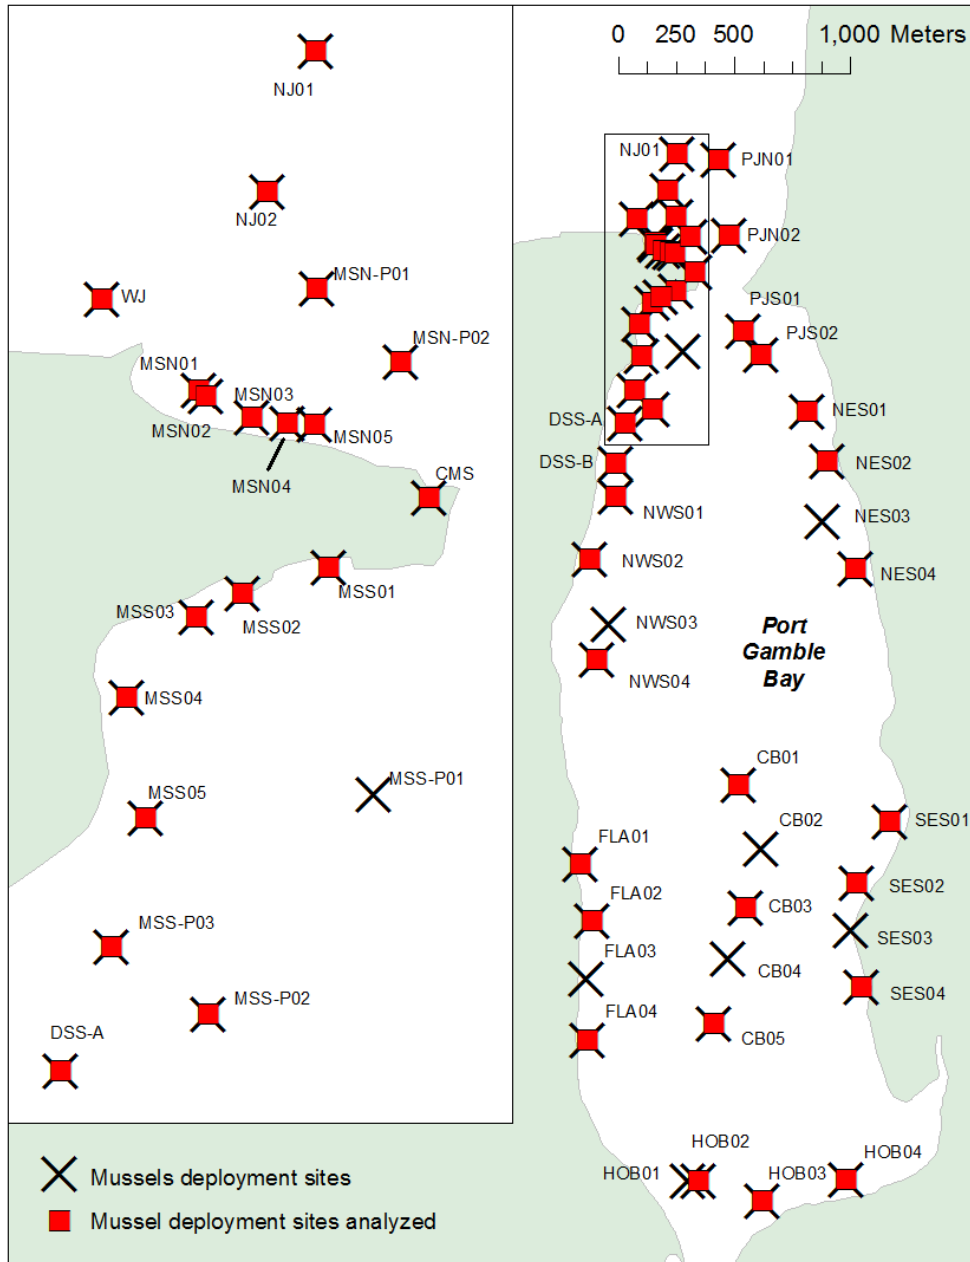 NJ01
NJ02
MSN-P01
WJ
MSN-P02
MSN01
MSN03
MSN02
MSN05
MSN04
CMS
MSS01
MSS03
MSS02
MSS04
MSS-P01
MSS05
MSS-P03
MSS-P02
DSS-A
Mussels deployment sites
Mussel deployment sites analyzed
0 250 500 1,000 Meters
NJ01
PJN01
PJN02
PJS01
PJS02
NES01
DSS-A
DSS-B
NES02
NWS01
NES03
NWS02
NES04
NWS03
Port
Gamble
Bay
NWS04
CB01
CB02
SES01
FLA01
FLA02
SES02
CB03
SES03
FLA03
CB04
SES04
FLA04
CB05
HOB02
HOB01
HOB03
HOB04